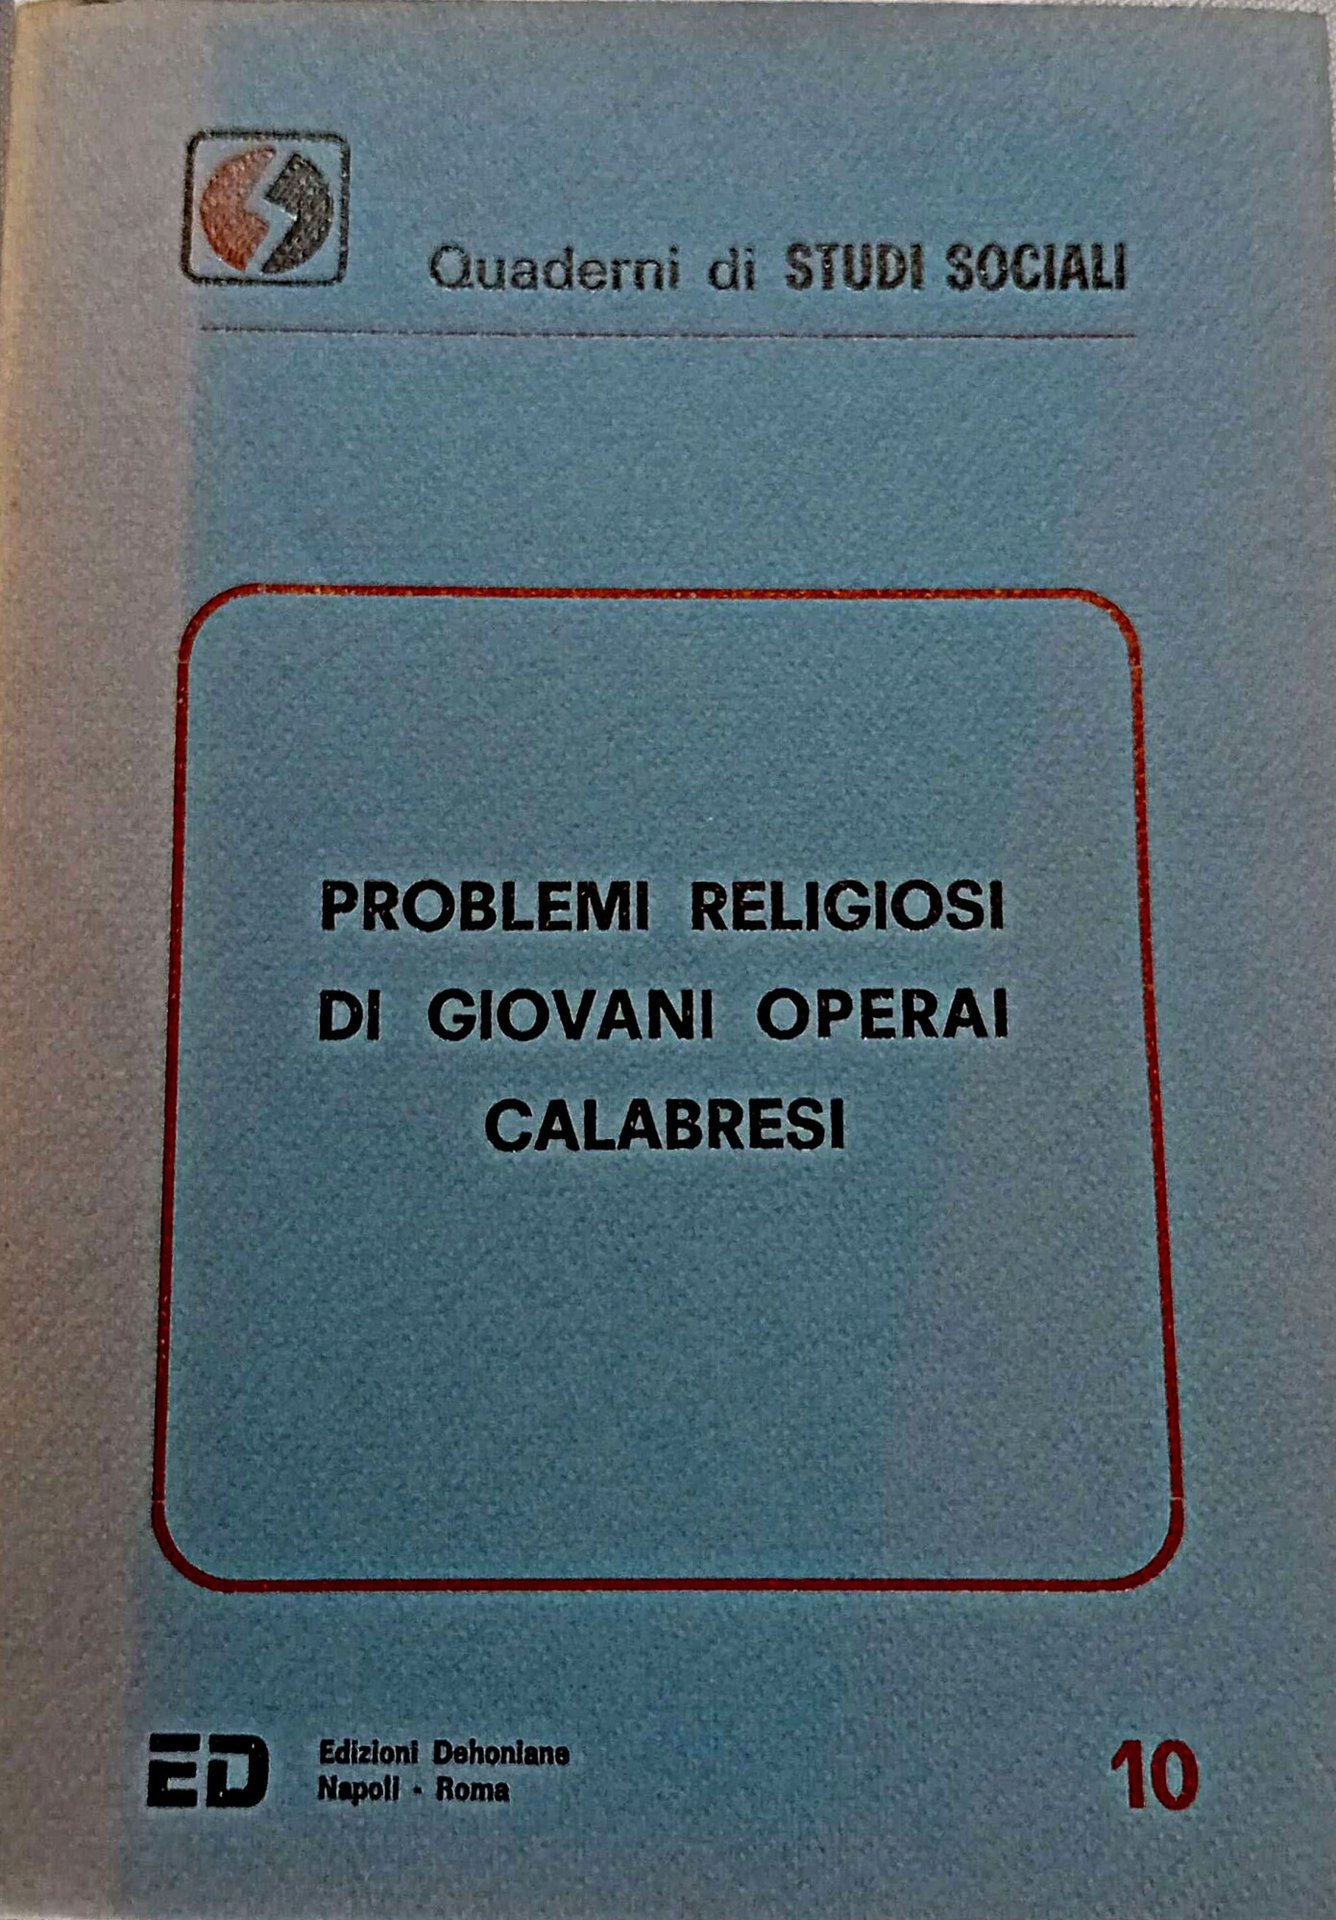 Quaderni di STUDI SOCIALI
PROBLEMI RELIGIOSI
DI GIOVANI OPERAI
CALABRESI
ED
Edizioni Dehoniane
Napoli - Roma
10